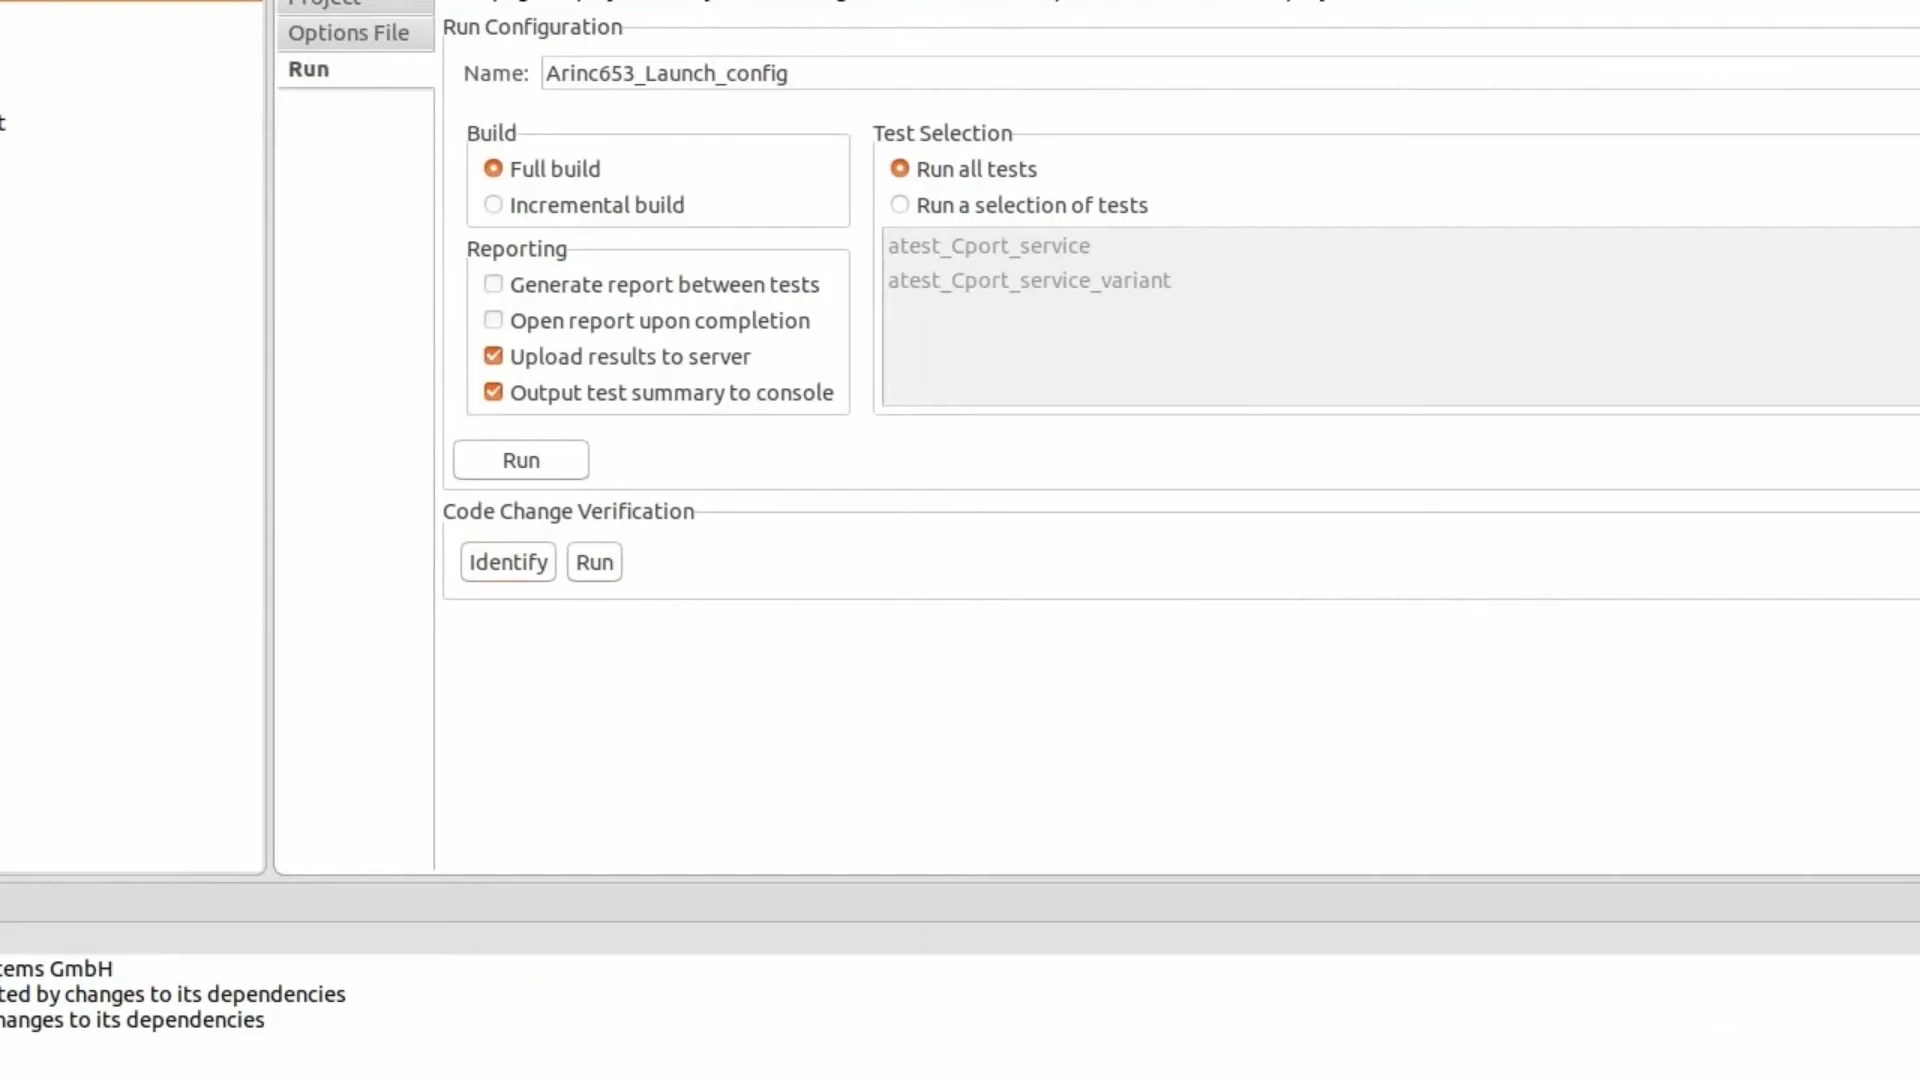 Project
Options File
Run
Run Configuration
Name: Arinc653_Launch_config
Build
Full build
Incremental build
Test Selection
Run all tests
Run a selection of tests
atest_Cport_service
atest_Cport_service_variant
Reporting
Generate report between tests
Open report upon completion
Upload results to server
Output test summary to console
Run
Code Change Verification
Identify Run
t
tems GmbH
ted by changes to its dependencies
hanges to its dependencies